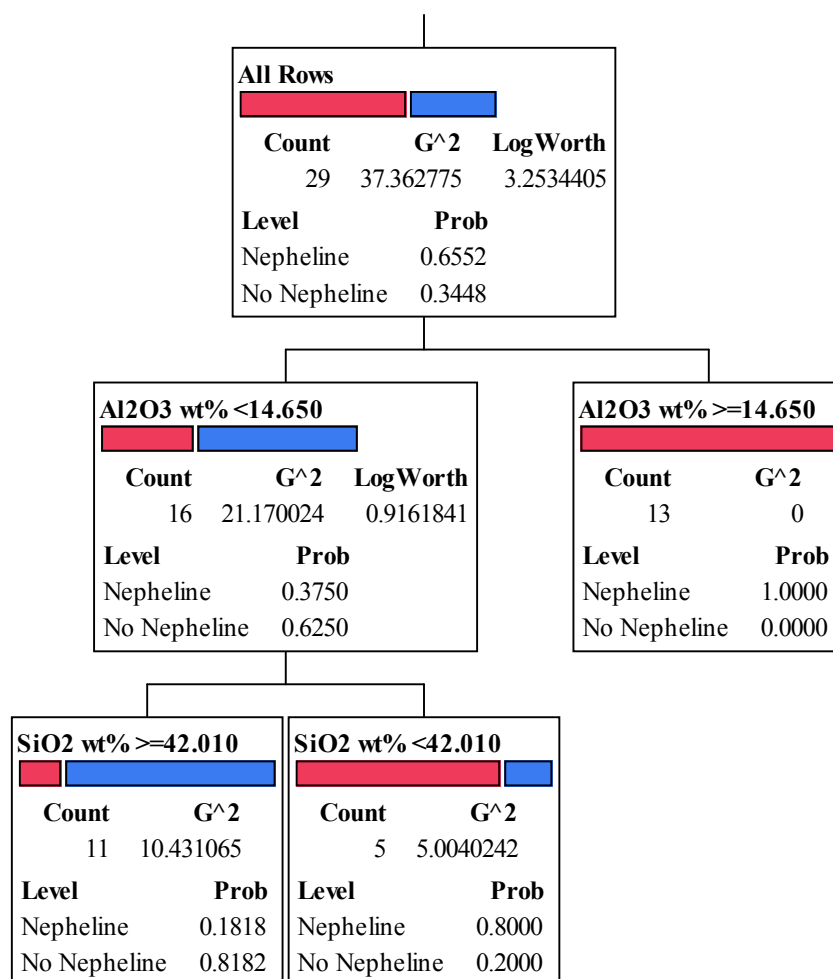 All Rows
Count G^2 LogWorth
29 37.362775 3.2534405
Level Prob
Nepheline 0.6552
No Nepheline 0.3448
Al2O3 wt%<14.650
Count G^2 LogWorth
16 21.170024 0.9161841
Level Prob
Nepheline 0.3750
No Nepheline 0.6250
Al2O3 wt%>=14.650
Count G^2
13 0
Level Prob
Nepheline 1.0000
No Nepheline 0.0000
SiO2 wt%>=42.010
Count G^2
11 10.431065
Level Prob
Nepheline 0.1818
No Nepheline 0.8182
SiO2 wt%<42.010
Count G^2
5 5.0040242
Level Prob
Nepheline 0.8000
No Nepheline 0.2000